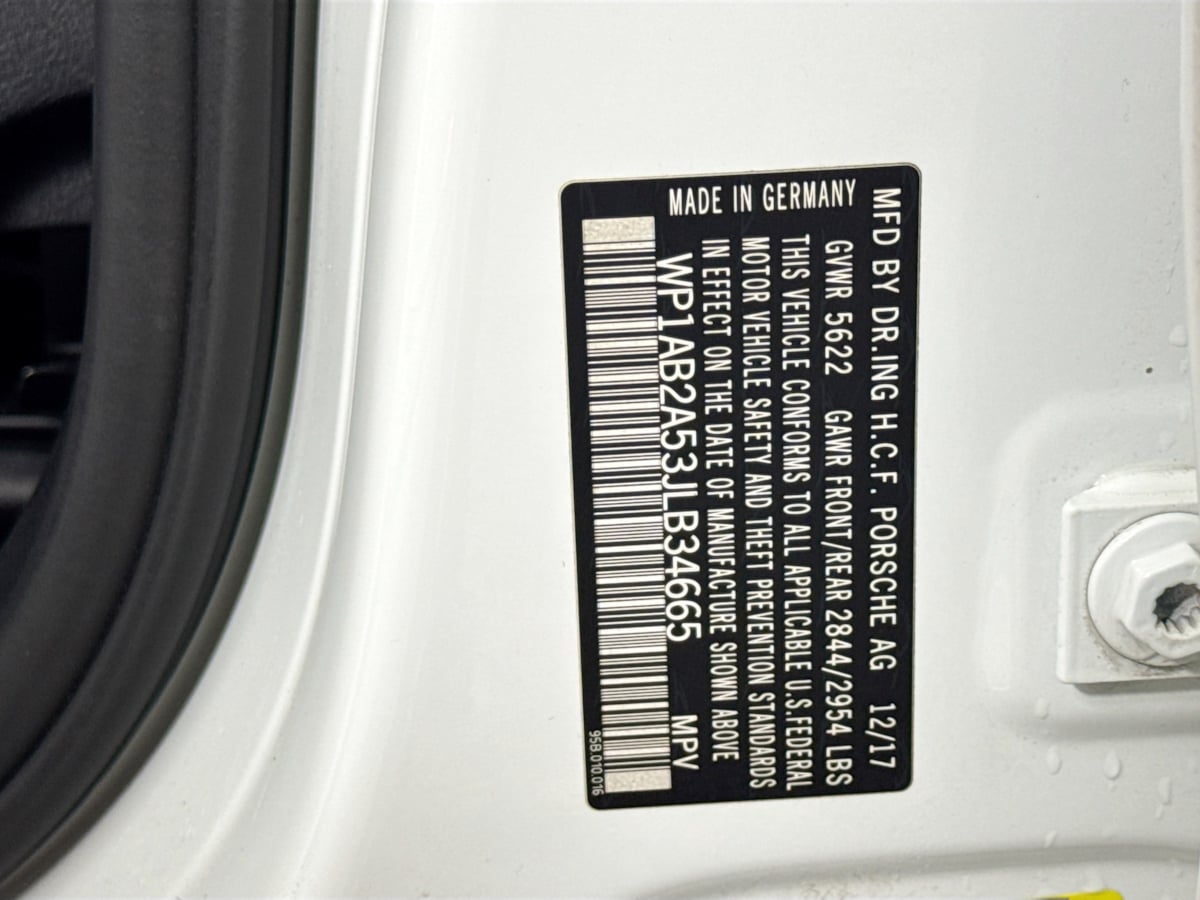 MFD BY DR.ING H.C.F. PORSCHE AG 12/17
GVWR 5622 GAWR FRONT/REAR 2844/2954 LBS
THIS VEHICLE CONFORMS TO ALL APPLICABLE U.S.FEDERAL
MOTOR VEHICLE SAFETY AND THEFT PREVENTION STANDARDS
IN EFFECT ON THE DATE OF MANUFACTURE SHOWN ABOVE
MADE IN GERMANY
WP1AB2A53JLB34665 MPV
95B.010.016